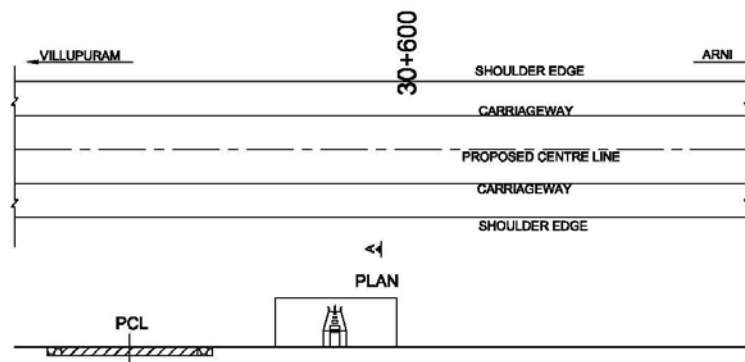 30+600
VILLUPURAM
ARNI
SHOULDER EDGE
CARRIAGEWAY
PROPOSED CENTRE LINE
CARRIAGEWAY
SHOULDER EDGE
A
PLAN
PCL